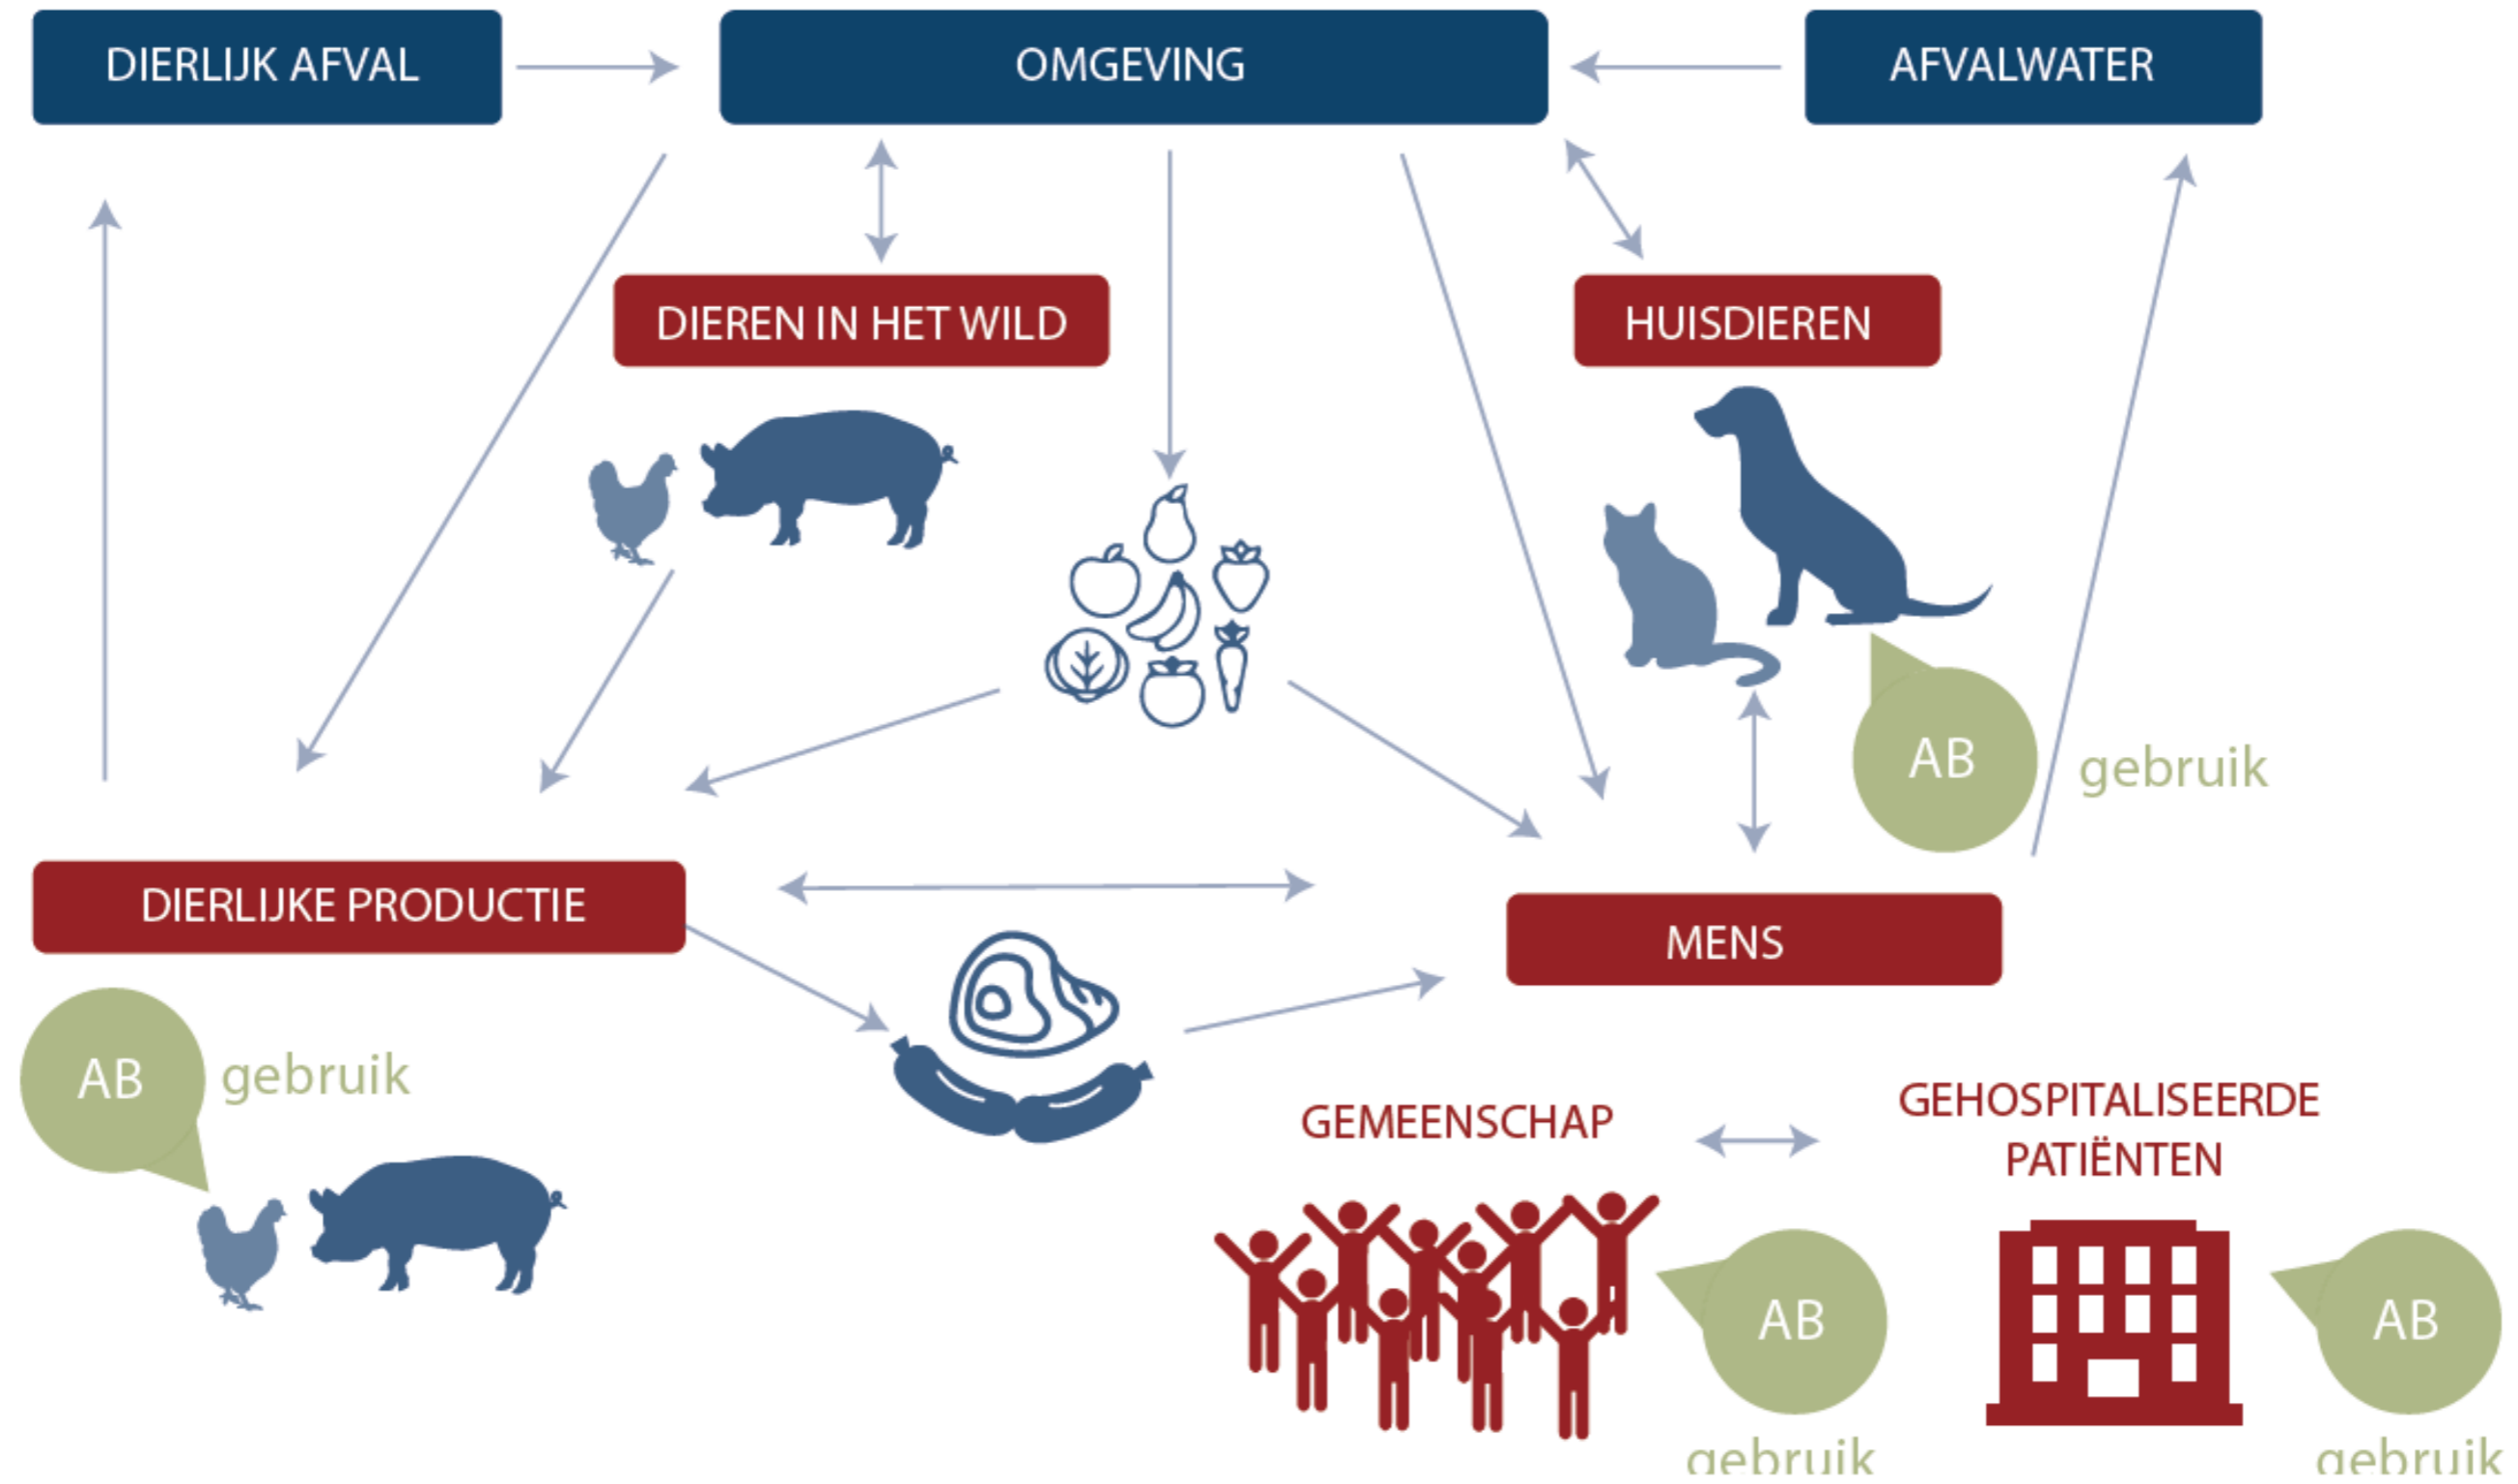 DIERLIJK AFVAL
OMGEVING
AFVALWATER
DIEREN IN HET WILD
HUISDIEREN
AB
gebruik
DIERLIJKE PRODUCTIE
MENS
AB
gebruik
GEMEENSCHAP
GEHOSPITALISEERDE
PATIËNTEN
AB
gebruik
AB
gebruik